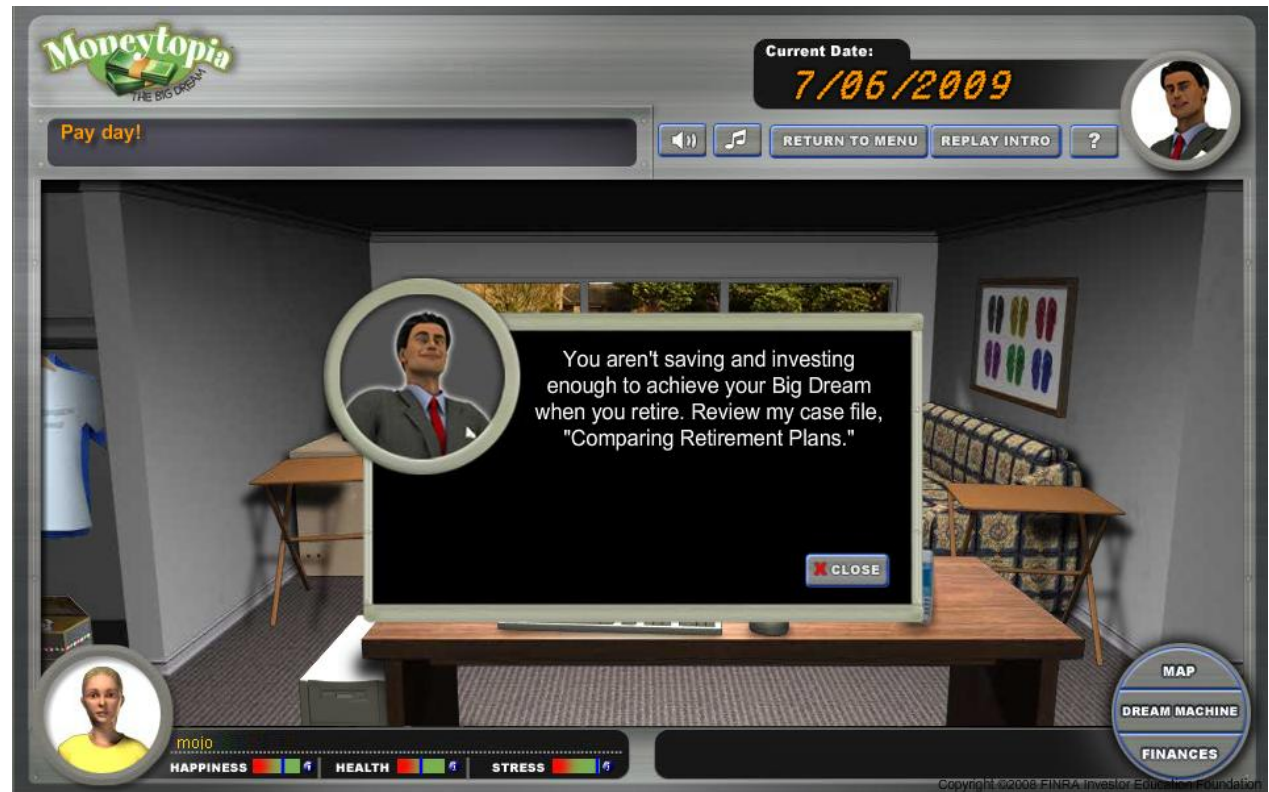 Moneytopia
THE BIG DREAM
Current Date:
7/06/2009
Pay day!
RETURN TO MENU
REPLAY INTRO
?
You aren't saving and investing
enough to achieve your Big Dream
when you retire. Review my case file,
"Comparing Retirement Plans."
X CLOSE
MAP
DREAM MACHINE
FINANCES
mojo
HAPPINESS
HEALTH
STRESS
Copyright ©2008 FINRA Investor Education Foundation